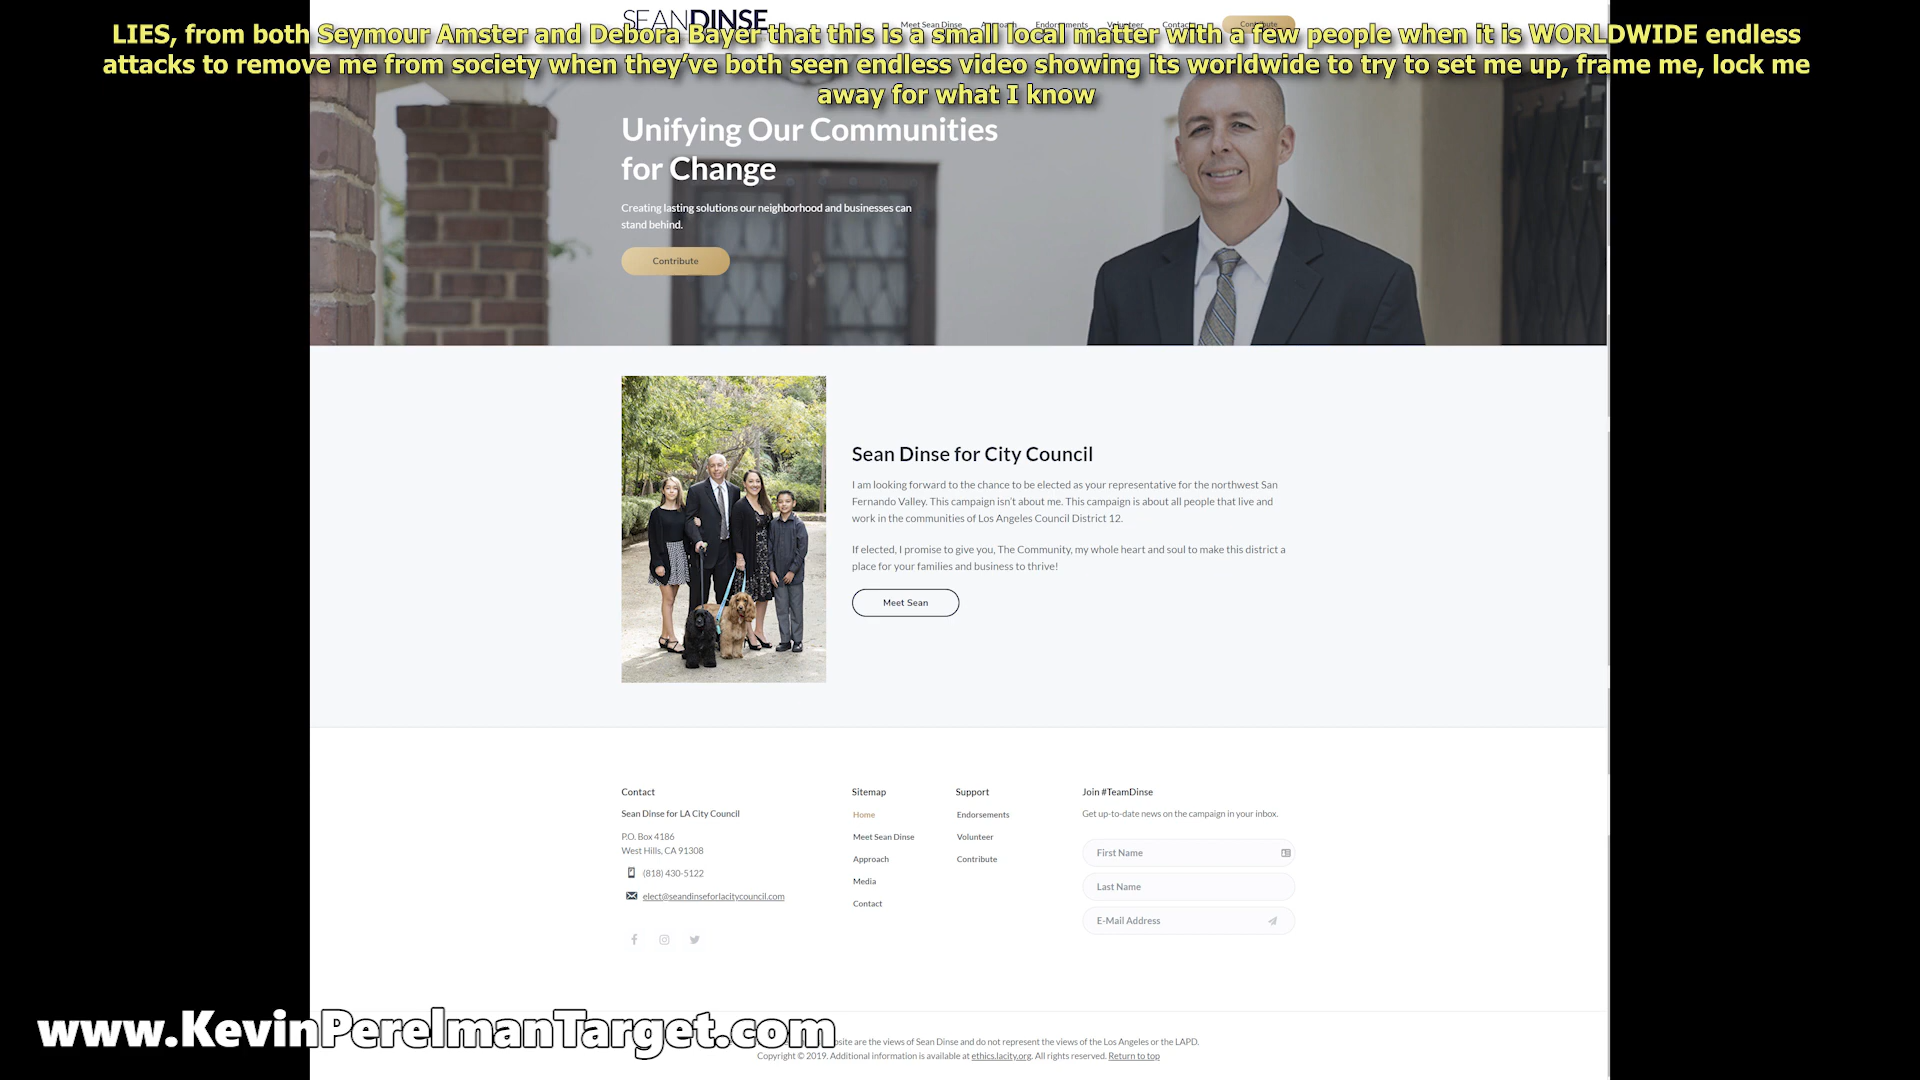 SEANDINSE
Meet Sean Dinse Approach Endorsements Volunteer Contact Contribute
LIES, from both Seymour Amster and Debora Bayer that this is a small local matter with a few people when it is WORLDWIDE endless
attacks to remove me from society when they’ve both seen endless video showing its worldwide to try to set me up, frame me, lock me
away for what I know
Unifying Our Communities
for Change
Creating lasting solutions our neighborhood and businesses can
stand behind.
Contribute
Sean Dinse for City Council
I am looking forward to the chance to be elected as your representative for the northwest San
Fernando Valley. This campaign isn't about me. This campaign is about all people that live and
work in the communities of Los Angeles Council District 12.
If elected, I promise to give you, The Community, my whole heart and soul to make this district a
place for your families and business to thrive!
Meet Sean
Contact
Sean Dinse for LA City Council
P.O. Box 4186
West Hills, CA 91308
(818) 430-5122
elect@seandinseforlacitycouncil.com
Sitemap
Home
Meet Sean Dinse
Approach
Media
Contact
Support
Endorsements
Volunteer
Contribute
Join #TeamDinse
Get up-to-date news on the campaign in your inbox.
First Name
Last Name
E-Mail Address
www.KevinPerelmanTarget.com
are the views of Sean Dinse and do not represent the views of the Los Angeles or the LAPD.
Copyright © 2019. Additional information is available at ethics.lacity.org. All rights reserved. Return to top